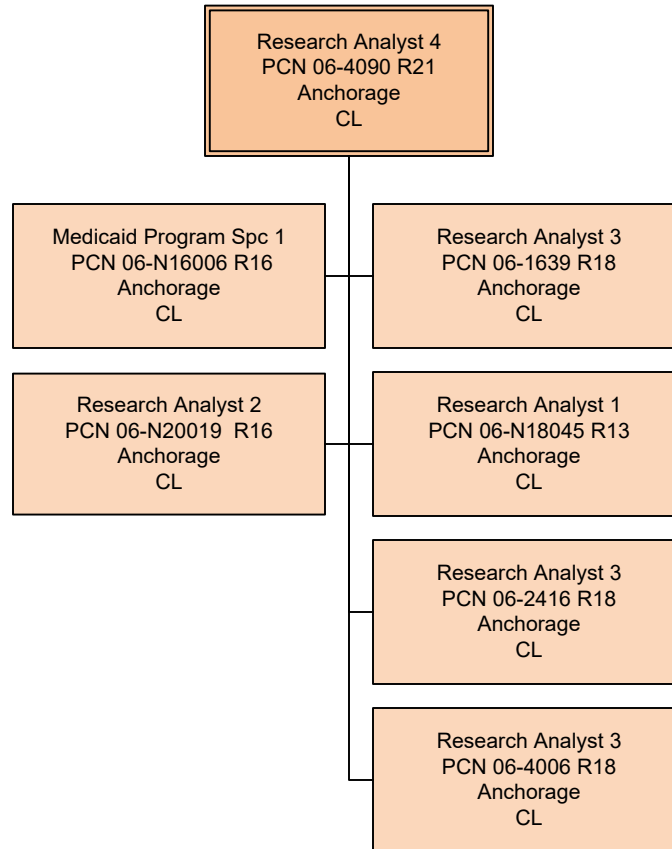 Research Analyst 4
PCN 06-4090 R21
Anchorage
CL
Medicaid Program Spc 1
PCN 06-N16006 R16
Anchorage
CL
Research Analyst 3
PCN 06-1639 R18
Anchorage
CL
Research Analyst 2
PCN 06-N20019  R16
Anchorage
CL
Research Analyst 1
PCN 06-N18045 R13
Anchorage
CL
Research Analyst 3
PCN 06-2416 R18
Anchorage
CL
Research Analyst 3
PCN 06-4006 R18
Anchorage
CL